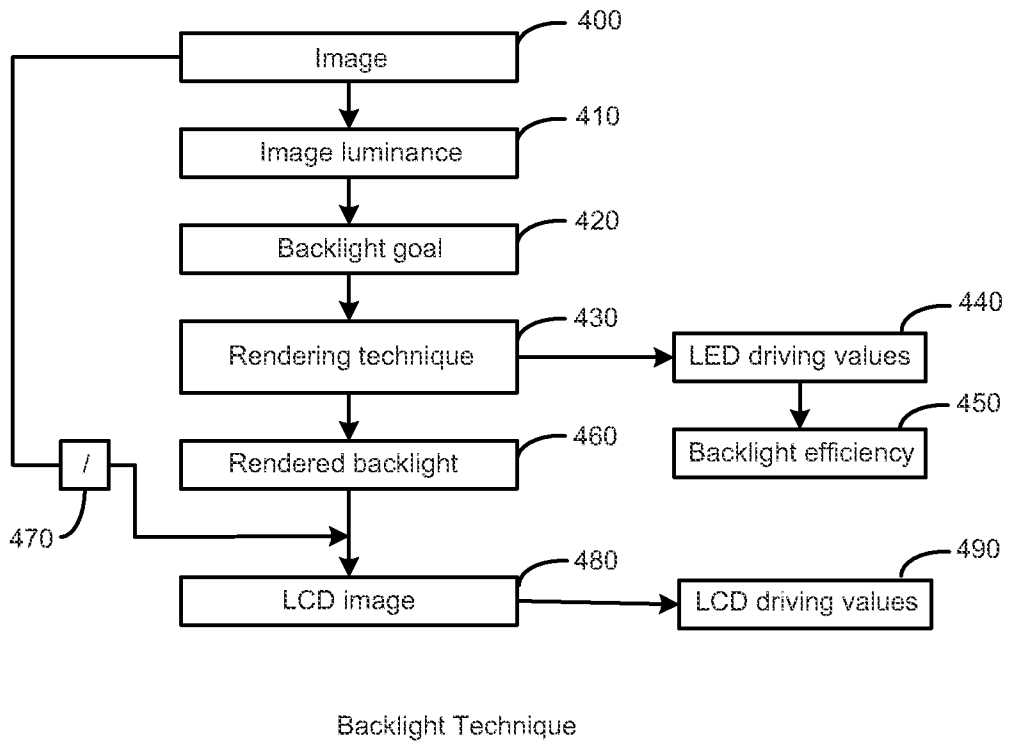 400
Image
410
Image luminance
420
Backlight goal
430
Rendering technique
440
LED driving values
450
Backlight efficiency
460
Rendered backlight
/
470
480
LCD image
490
LCD driving values
Backlight Technique